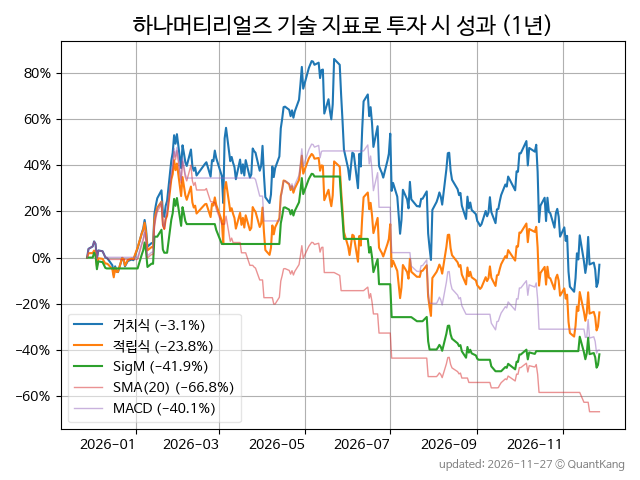 하나머티리얼즈 기술 지표로 투자 시 성과 (1년)
80%
60%
40%
20%
0%
−20%
−40%
−60%
거치식 (−3.1%)
적립식 (−23.8%)
SigM (−41.9%)
SMA(20) (−66.8%)
MACD (−40.1%)
2026-01 2026-03 2026-05 2026-07 2026-09 2026-11
updated: 2026-11-27 © QuantKang